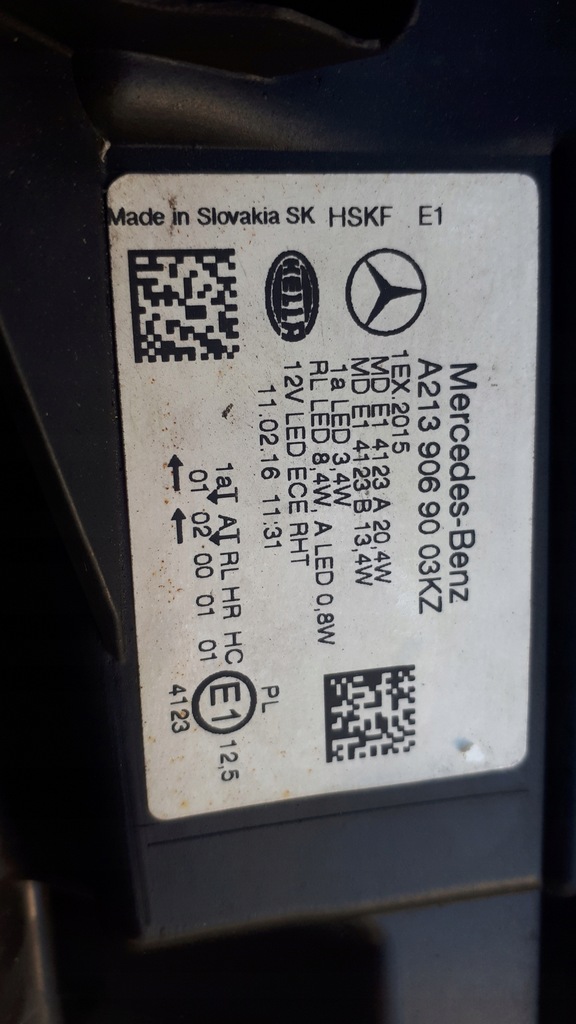 Made in Slovakia SK HSKF E1
HELLA
Mercedes-Benz
A213 906 90 03KZ
1EX.2015
MD E1 4123 A 20,4W
MD E1 4123 B 13,4W
1a LED 3,4W
RL LED 8,4W, A LED 0,8W
12V LED ECE RHT
11.02.16 11:31
PL
1aI AI RL HR HC E1 12,5
01 02 00 01 01 4123